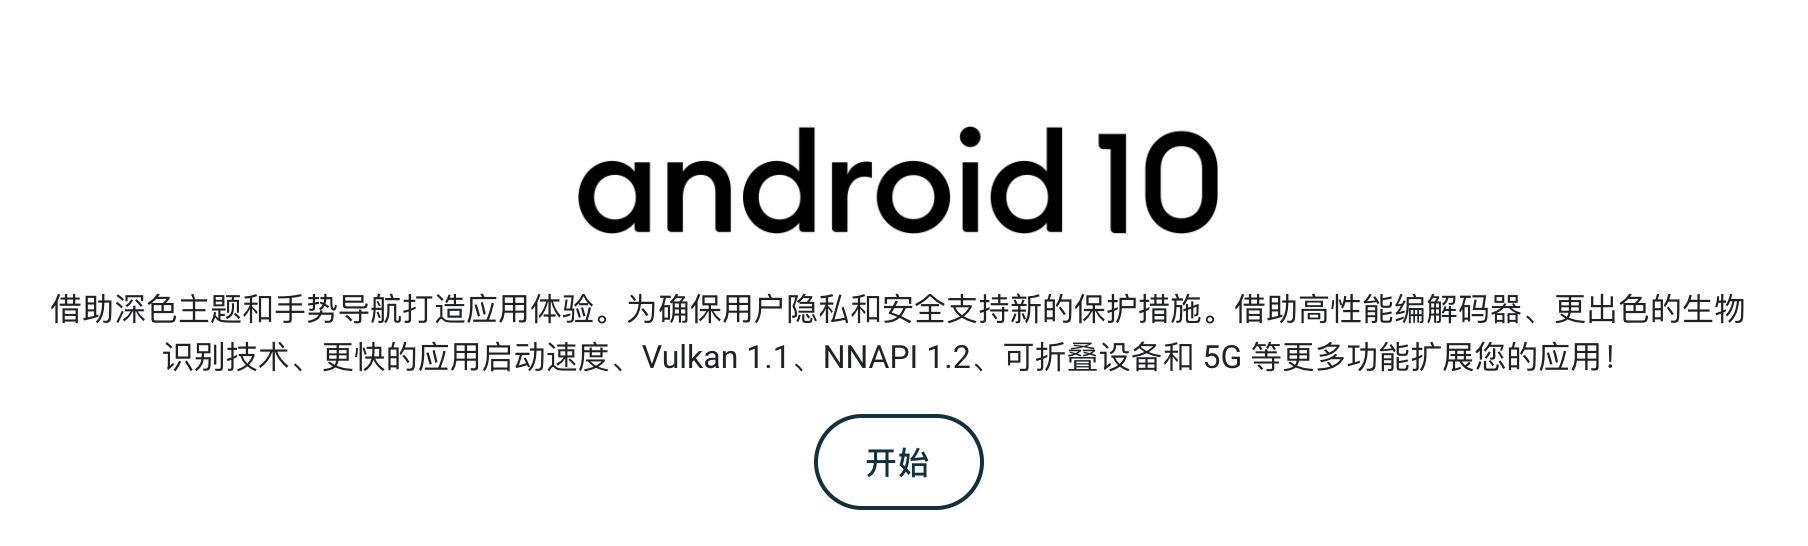 android 10
借助深色主题和手势导航打造应用体验。为确保用户隐私和安全支持新的保护措施。借助高性能编解码器、更出色的生物
识别技术、更快的应用启动速度、Vulkan 1.1、NNAPI 1.2、可折叠设备和 5G 等更多功能扩展您的应用！
开始